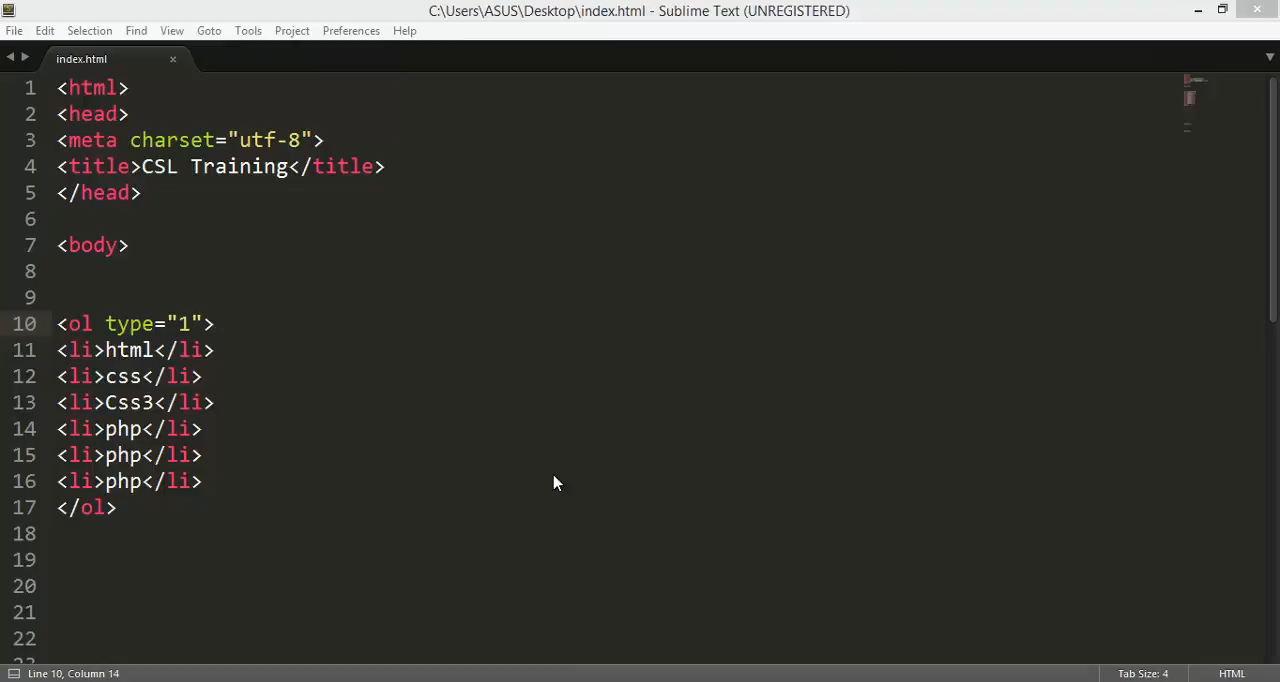 C:\Users\ASUS\Desktop\index.html - Sublime Text (UNREGISTERED)
File Edit Selection Find View Goto Tools Project Preferences Help
index.html
1 <html>
2 <head>
3 <meta charset="utf-8">
4 <title>CSL Training</title>
5 </head>
6
7 <body>
8
9
10 <ol type="1">
11 <li>html</li>
12 <li>css</li>
13 <li>Css3</li>
14 <li>php</li>
15 <li>php</li>
16 <li>php</li>
17 </ol>
18
19
20
21
22
23
Line 10, Column 14 Tab Size: 4 HTML